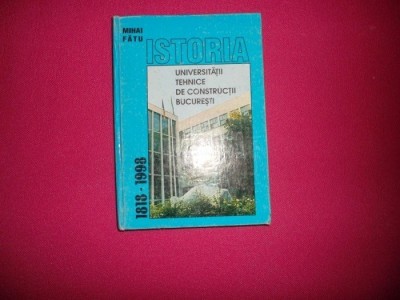 MIHAI
FĂTU
ISTORIA
UNIVERSITĂȚII
TEHNICE
DE CONSTRUCȚII
BUCUREȘTI
1818 - 1998